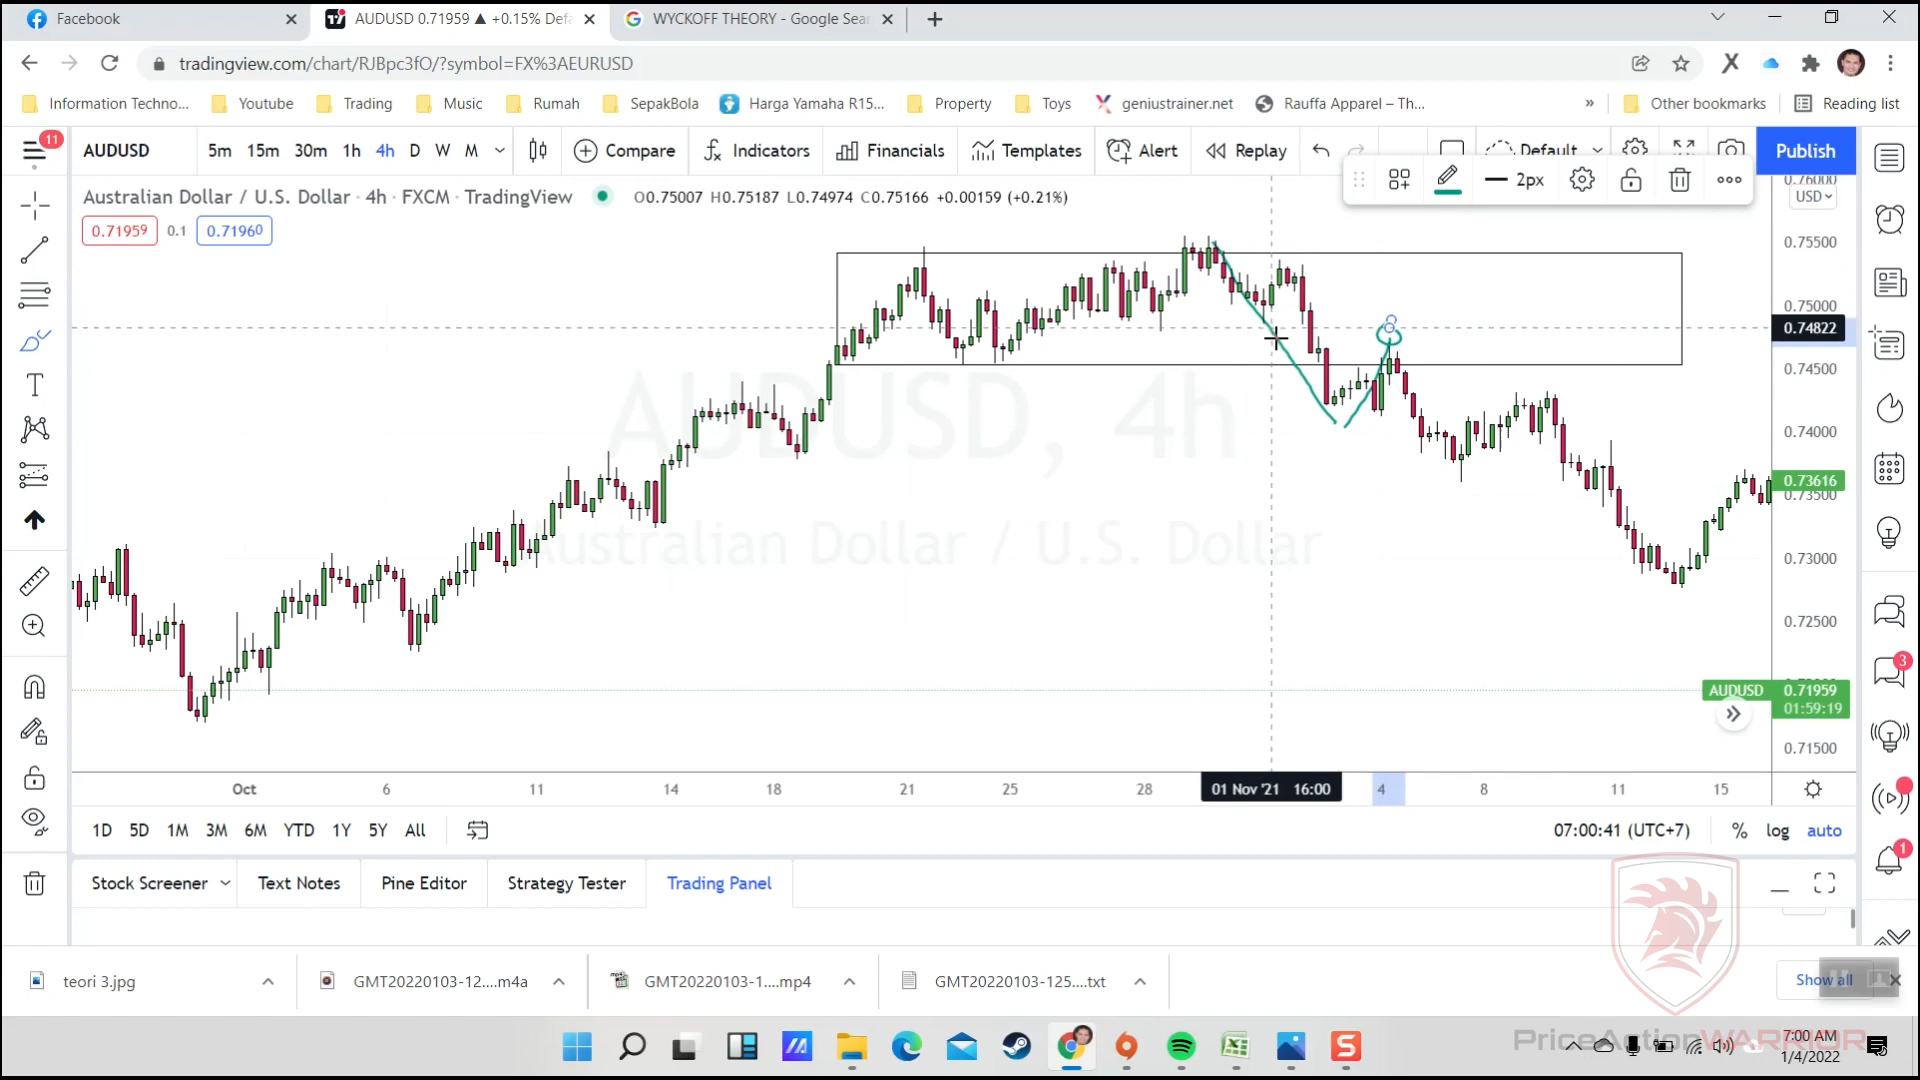 Facebook
AUDUSD 0.71959 ▲ +0.15% Defa
WYCKOFF THEORY - Google Sear
tradingview.com/chart/RJBpc3fO/?symbol=FX%3AEURUSD
Information Techno...
Youtube
Trading
Music
Rumah
SepakBola
Harga Yamaha R15...
Property
Toys
geniustrainer.net
Rauffa Apparel – Th...
»
Other bookmarks
Reading list
11
AUDUSD
5m 15m 30m 1h 4h D W M
Compare
Indicators
Financials
Templates
Alert
Replay
Default
Publish
2px
Australian Dollar / U.S. Dollar · 4h · FXCM · TradingView
O0.75007 H0.75187 L0.74974 C0.75166 +0.00159 (+0.21%)
0.71959 0.1 0.71960
0.76000
USD
0.75500
0.75000
0.74822
0.74500
0.74000
0.73616
0.73500
0.73000
0.72500
AUDUSD 0.71959
01:59:19
0.71500
AUDUSD, 4h
Australian Dollar / U.S. Dollar
Oct 6 11 14 18 21 25 28 01 Nov '21 16:00 4 8 11 15
1D 5D 1M 3M 6M YTD 1Y 5Y All
07:00:41 (UTC+7)
% log auto
Stock Screener
Text Notes
Pine Editor
Strategy Tester
Trading Panel
3
1
teori 3.jpg
GMT20220103-12....m4a
GMT20220103-1....mp4
GMT20220103-125....txt
Show all
PriceActionWARRIOR
7:00 AM
1/4/2022